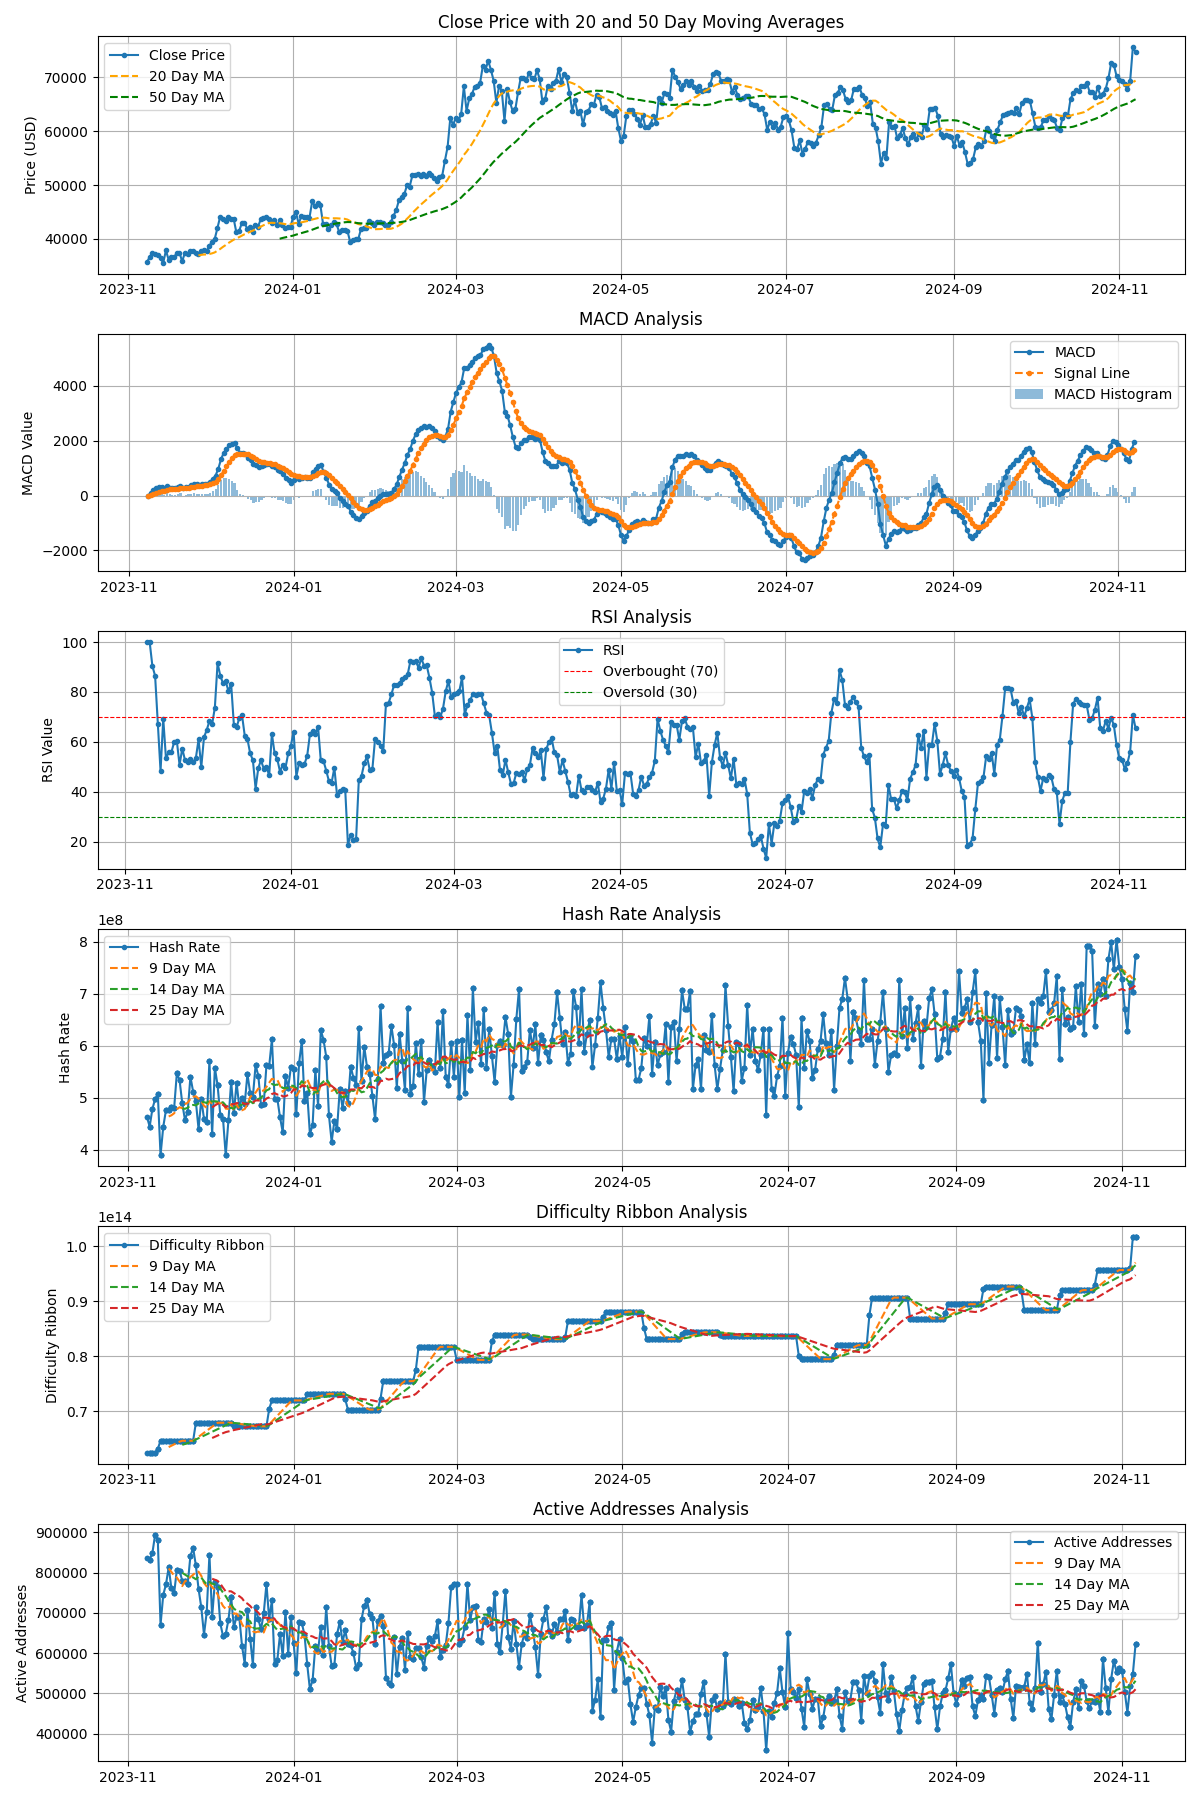 Close Price with 20 and 50 Day Moving Averages
Close Price
20 Day MA
50 Day MA
Price (USD)
70000
60000
50000
40000
2023-11 2024-01 2024-03 2024-05 2024-07 2024-09 2024-11
MACD Analysis
MACD
Signal Line
MACD Histogram
MACD Value
4000
2000
0
−2000
2023-11 2024-01 2024-03 2024-05 2024-07 2024-09 2024-11
RSI Analysis
RSI
Overbought (70)
Oversold (30)
RSI Value
100
80
60
40
20
2023-11 2024-01 2024-03 2024-05 2024-07 2024-09 2024-11
Hash Rate Analysis
1e8
Hash Rate
9 Day MA
14 Day MA
25 Day MA
Hash Rate
8
7
6
5
4
2023-11 2024-01 2024-03 2024-05 2024-07 2024-09 2024-11
Difficulty Ribbon Analysis
1e14
Difficulty Ribbon
9 Day MA
14 Day MA
25 Day MA
Difficulty Ribbon
1.0
0.9
0.8
0.7
2023-11 2024-01 2024-03 2024-05 2024-07 2024-09 2024-11
Active Addresses Analysis
Active Addresses
9 Day MA
14 Day MA
25 Day MA
Active Addresses
900000
800000
700000
600000
500000
400000
2023-11 2024-01 2024-03 2024-05 2024-07 2024-09 2024-11